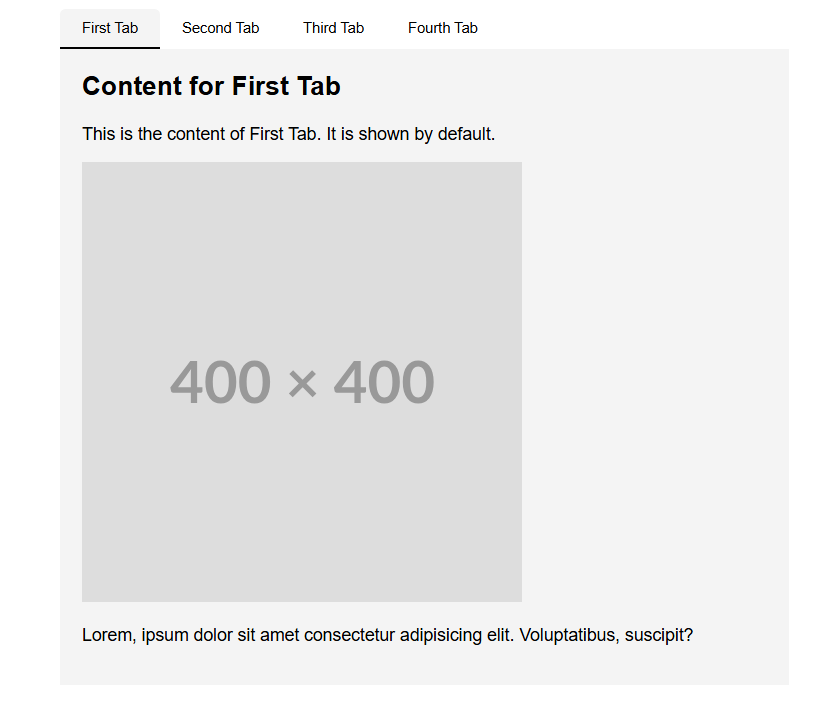 First Tab Second Tab Third Tab Fourth Tab
Content for First Tab
This is the content of First Tab. It is shown by default.
400 × 400
Lorem, ipsum dolor sit amet consectetur adipisicing elit. Voluptatibus, suscipit?